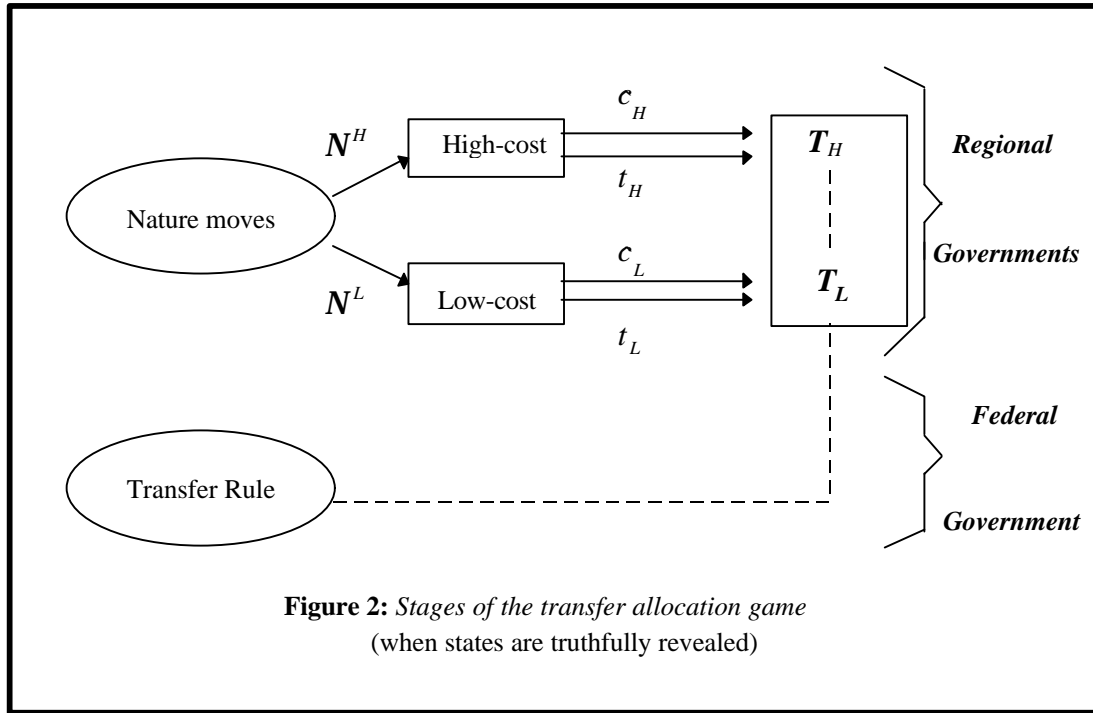 c_H
N^H
High-cost
T_H
Regional
t_H
Nature moves
c_L
Governments
N^L
Low-cost
T_L
t_L
Federal
Transfer Rule
Government
Figure 2: Stages of the transfer allocation game
(when states are truthfully revealed)